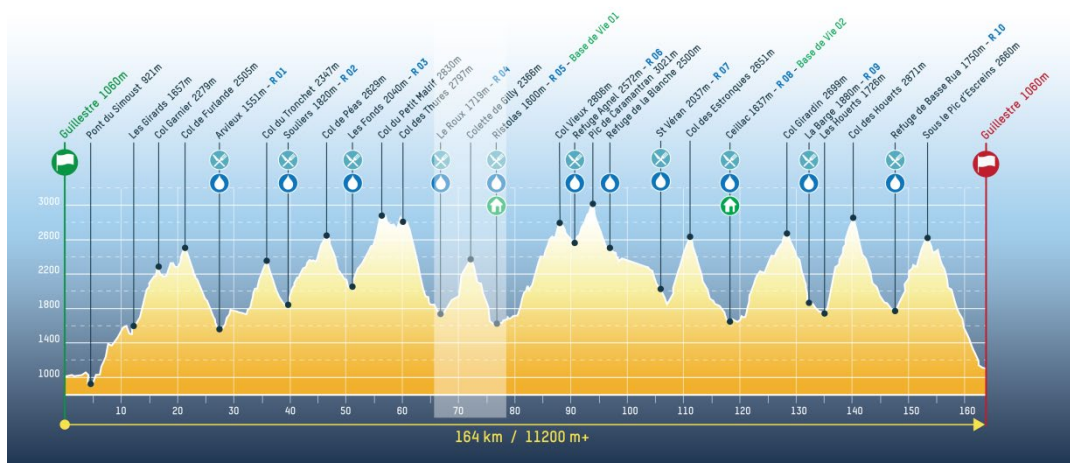 Guillestre 1060m
Pont du Simoust 921m
Les Girards 1657m
Col Garnier 2279m
Col de Furfande 2505m
Arvieux 1551m - R 01
Col du Tronchet 2347m
Souliers 1820m - R 02
Col de Péas 2629m
Les Fonds 2040m - R 03
Col du Petit Malrif 2830m
Col des Thures 2797m
Le Roux 1719m - R 04
Colette de Gilly 2366m
Ristolas 1600m - R 05 - Base de Vie 01
Col Vieux 2806m
Refuge Agnel 2572m - R 06
Pic de Caramantran 3021m
Refuge de la Blanche 2500m
St Véran 2037m - R 07
Col des Estronques 2651m
Ceillac 1637m - R 08 - Base de Vie 02
Col Girardin 2699m
La Barge 1880m - R 09
Les Houerts 1726m
Col des Houerts 2871m
Refuge de Basse Rua 1750m - R 10
Sous le Pic d'Escreins 2660m
Guillestre 1060m
3000
2600
2200
1800
1400
1000
10 20 30 40 50 60 70 80 90 100 110 120 130 140 150 160
164 km / 11200 m+